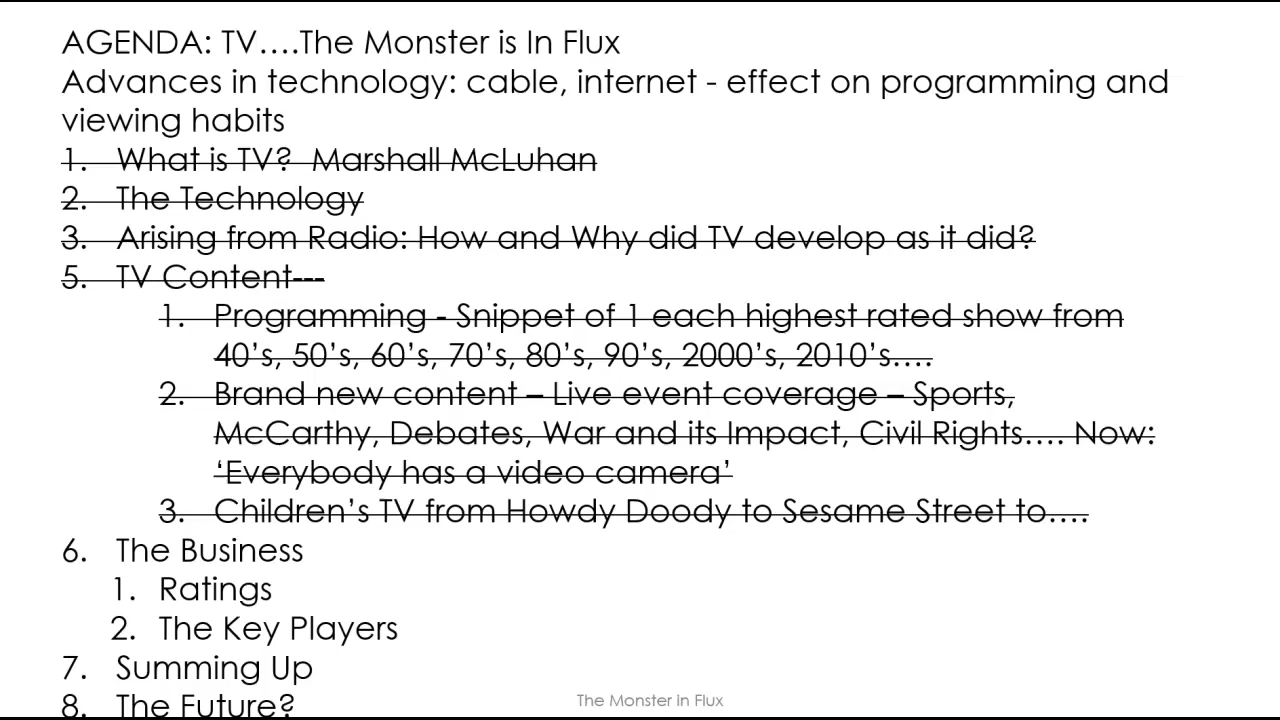 AGENDA: TV….The Monster is In Flux
Advances in technology: cable, internet - effect on programming and
viewing habits
1. What is TV? Marshall McLuhan
2. The Technology
3. Arising from Radio: How and Why did TV develop as it did?
5. TV Content---
1. Programming - Snippet of 1 each highest rated show from
40’s, 50’s, 60’s, 70’s, 80’s, 90’s, 2000’s, 2010’s….
2. Brand new content – Live event coverage – Sports,
McCarthy, Debates, War and its Impact, Civil Rights…. Now:
‘Everybody has a video camera’
3. Children’s TV from Howdy Doody to Sesame Street to….
6. The Business
1. Ratings
2. The Key Players
7. Summing Up
8. The Future?
The Monster In Flux